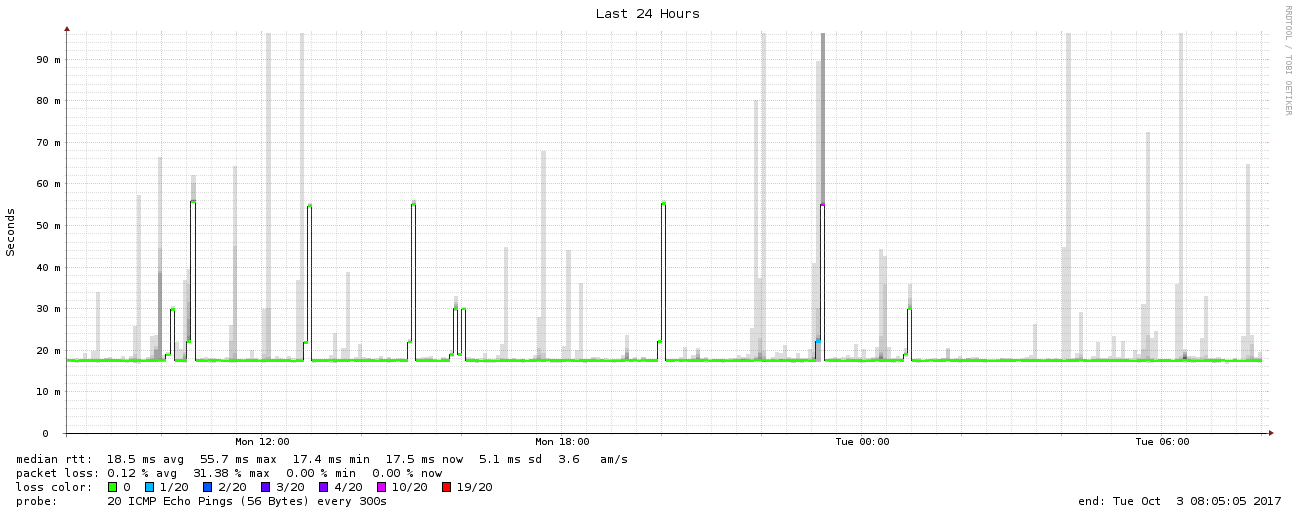 Last 24 Hours
RRDTOOL / TOBI OETIKER
Seconds
90 m
80 m
70 m
60 m
50 m
40 m
30 m
20 m
10 m
0
Mon 12:00 Mon 18:00 Tue 00:00 Tue 06:00
median rtt: 18.5 ms avg 55.7 ms max 17.4 ms min 17.5 ms now 5.1 ms sd 3.6 am/s
packet loss: 0.12 % avg 31.38 % max 0.00 % min 0.00 % now
loss color: 0 1/20 2/20 3/20 4/20 10/20 19/20
probe: 20 ICMP Echo Pings (56 Bytes) every 300s end: Tue Oct 3 08:05:05 2017